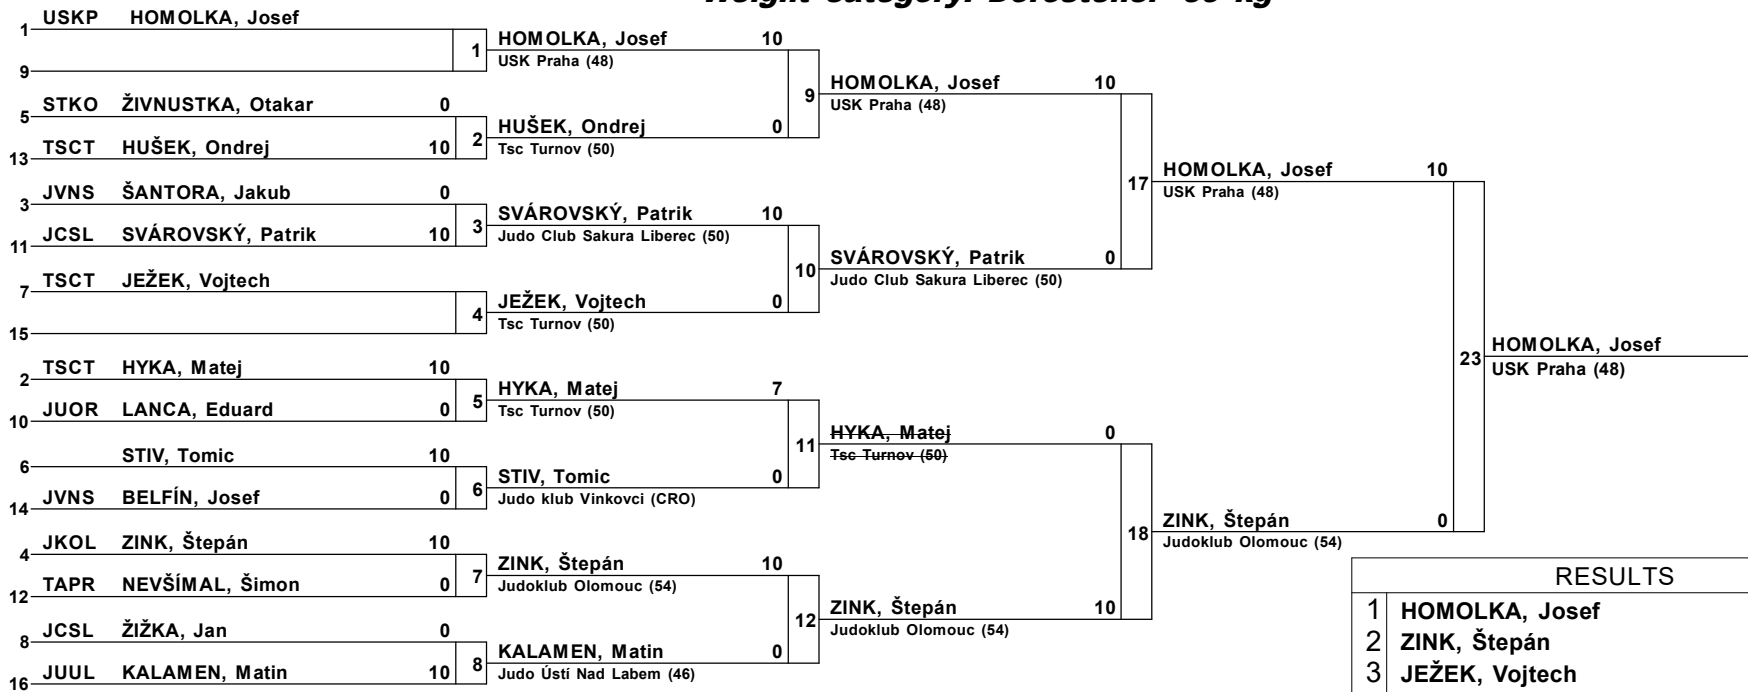 1 USKP HOMOLKA, Josef
9
1 HOMOLKA, Josef 10
USK Praha (48)
5 STKO ŽIVNUSTKA, Otakar 0
13 TSCT HUŠEK, Ondrej 10
2 HUŠEK, Ondrej 0
Tsc Turnov (50)
3 JVNS ŠANTORA, Jakub 0
11 JCSL SVÁROVSKÝ, Patrik 10
3 SVÁROVSKÝ, Patrik 10
Judo Club Sakura Liberec (50)
7 TSCT JEŽEK, Vojtech
15
4 JEŽEK, Vojtech 0
Tsc Turnov (50)
2 TSCT HYKA, Matej 10
10 JUOR LANCA, Eduard 0
5 HYKA, Matej 7
Tsc Turnov (50)
6 STIV, Tomic 10
14 JVNS BELFÍN, Josef 0
6 STIV, Tomic 0
Judo klub Vinkovci (CRO)
4 JKOL ZINK, Štepán 10
12 TAPR NEVŠÍMAL, Šimon 0
7 ZINK, Štepán 10
Judoklub Olomouc (54)
8 JCSL ŽIŽKA, Jan 0
16 JUUL KALAMEN, Matin 10
8 KALAMEN, Matin 0
Judo Ústí Nad Labem (46)
9 HOMOLKA, Josef 10
USK Praha (48)
10 SVÁROVSKÝ, Patrik 0
Judo Club Sakura Liberec (50)
11 HYKA, Matej 0
Tsc Turnov (50)
12 ZINK, Štepán 10
Judoklub Olomouc (54)
17 HOMOLKA, Josef 10
USK Praha (48)
18 ZINK, Štepán 0
Judoklub Olomouc (54)
23 HOMOLKA, Josef
USK Praha (48)
RESULTS
1 HOMOLKA, Josef
2 ZINK, Štepán
3 JEŽEK, Vojtech